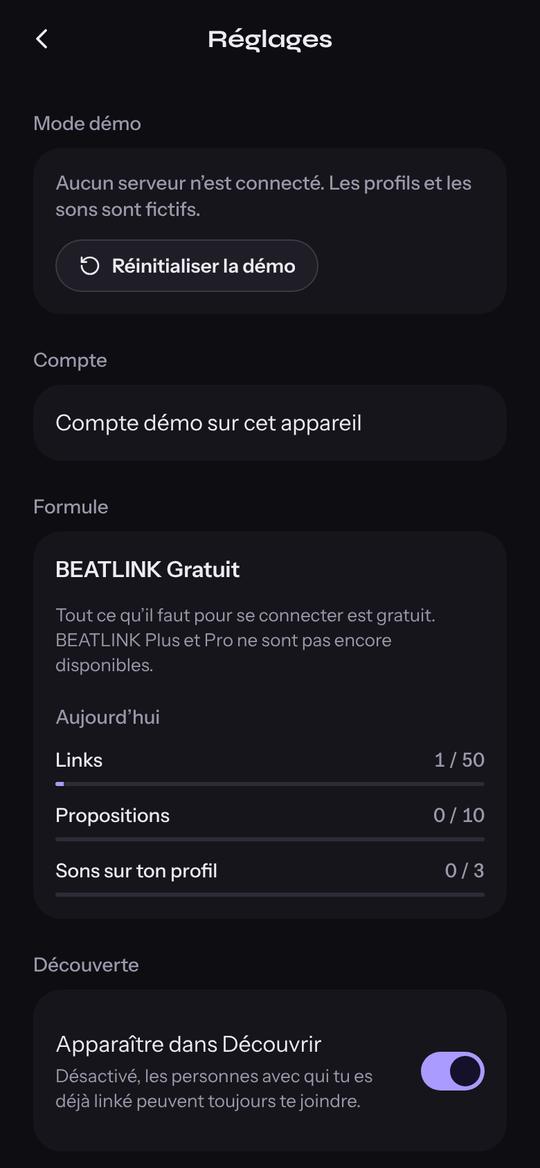 Réglages
Mode démo
Aucun serveur n’est connecté. Les profils et les
sons sont fictifs.
Réinitialiser la démo
Compte
Compte démo sur cet appareil
Formule
BEATLINK Gratuit
Tout ce qu’il faut pour se connecter est gratuit.
BEATLINK Plus et Pro ne sont pas encore
disponibles.
Aujourd’hui
Links 1 / 50
Propositions 0 / 10
Sons sur ton profil 0 / 3
Découverte
Apparaître dans Découvrir
Désactivé, les personnes avec qui tu es
déjà linké peuvent toujours te joindre.